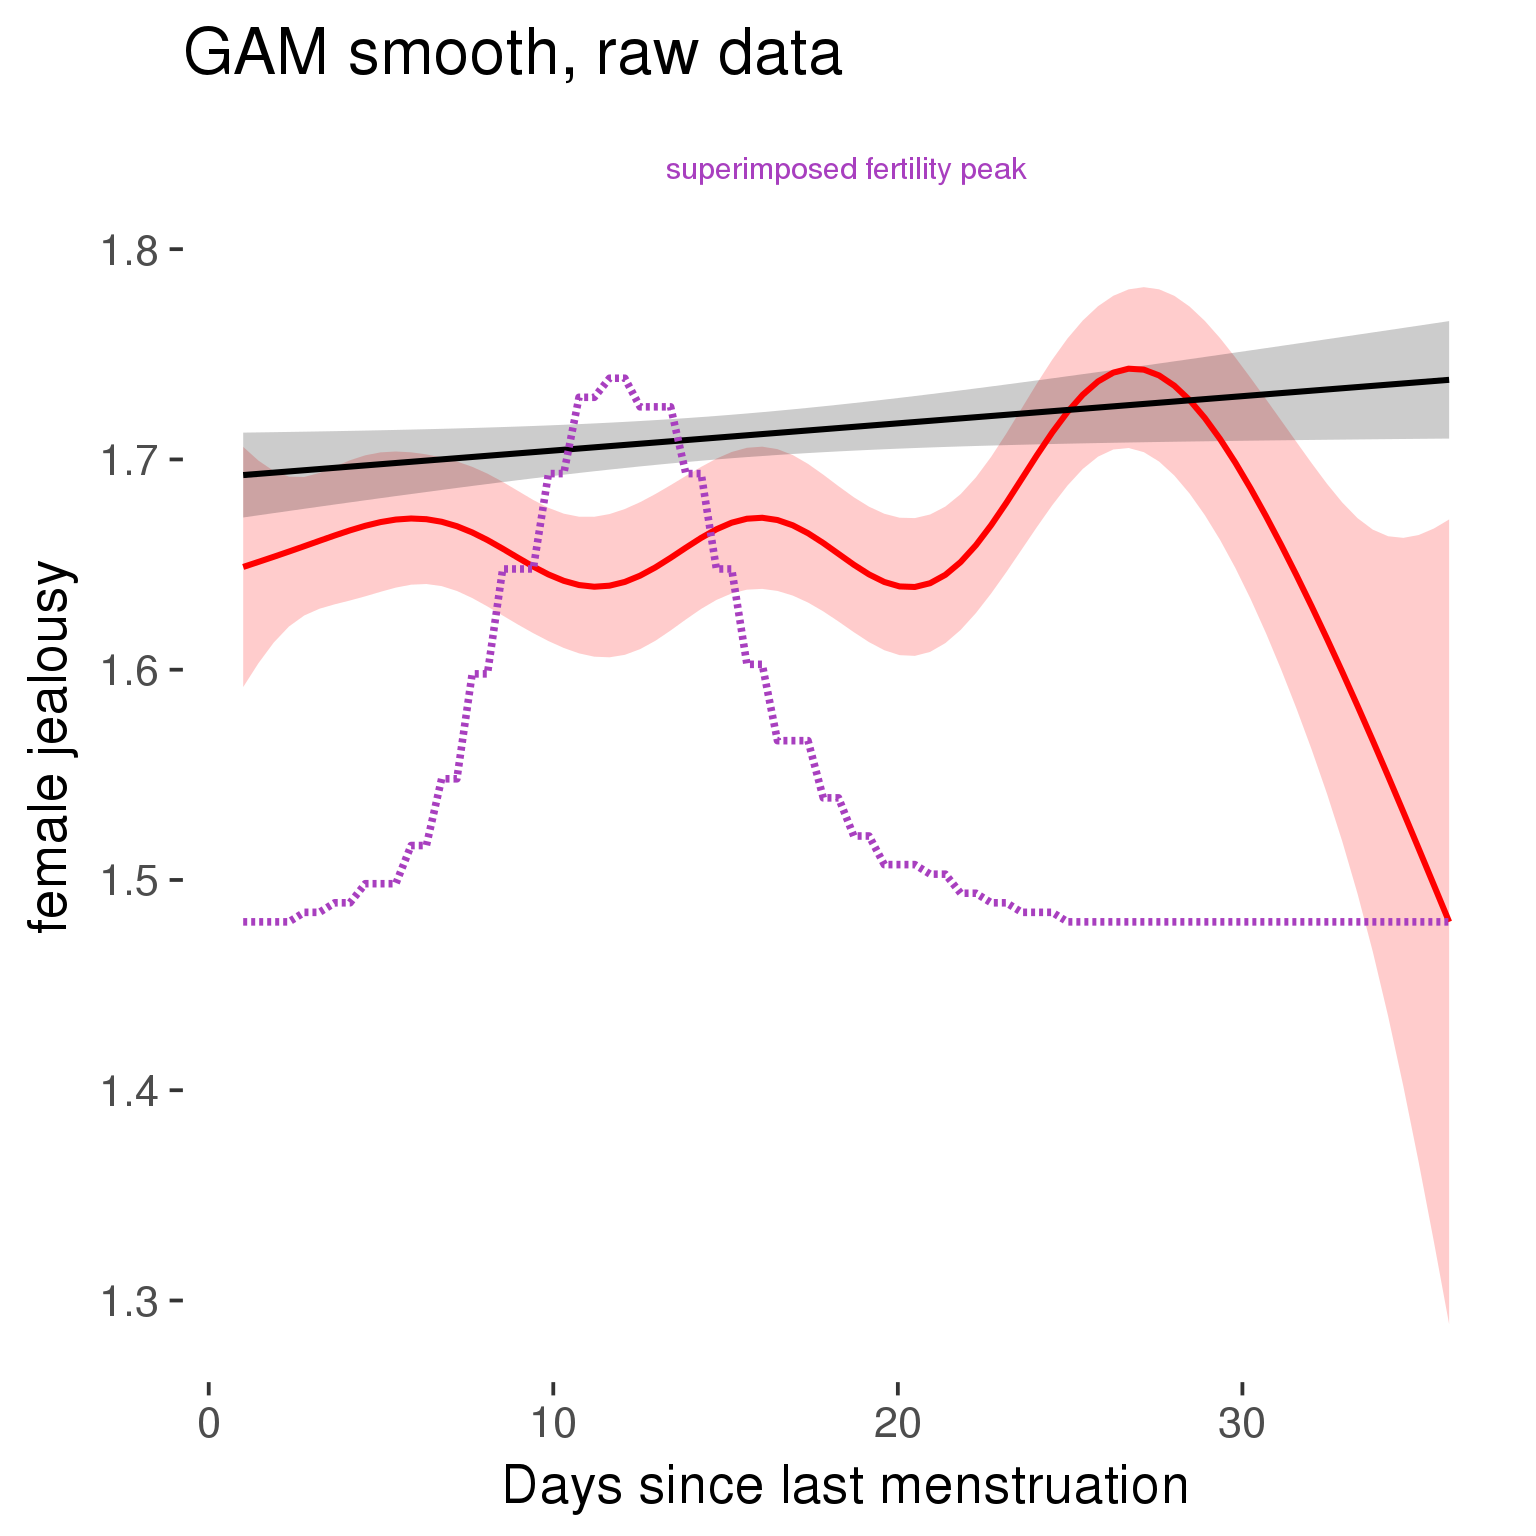 GAM smooth, raw data
superimposed fertility peak
1.8
1.7
1.6
1.5
1.4
1.3
female jealousy
0 10 20 30
Days since last menstruation